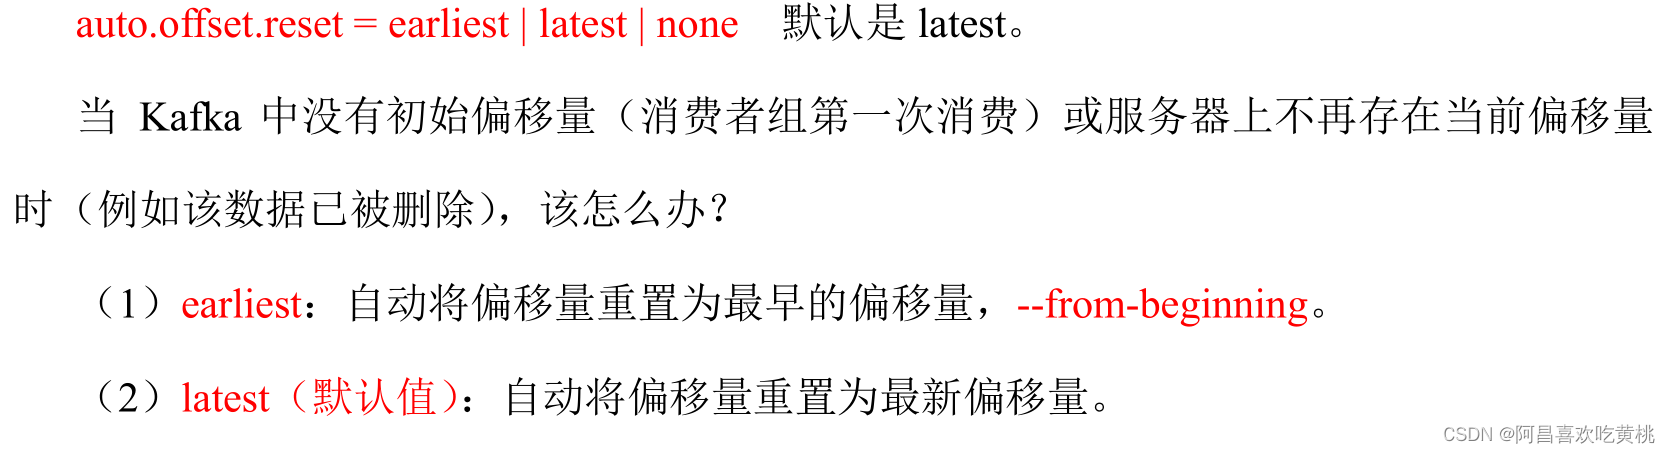 auto.offset.reset = earliest | latest | none 默认是 latest。
当 Kafka 中没有初始偏移量（消费者组第一次消费）或服务器上不再存在当前偏移量
时（例如该数据已被删除），该怎么办？
（1）earliest：自动将偏移量重置为最早的偏移量，--from-beginning。
（2）latest（默认值）：自动将偏移量重置为最新偏移量。
CSDN @阿昌喜欢吃黄桃